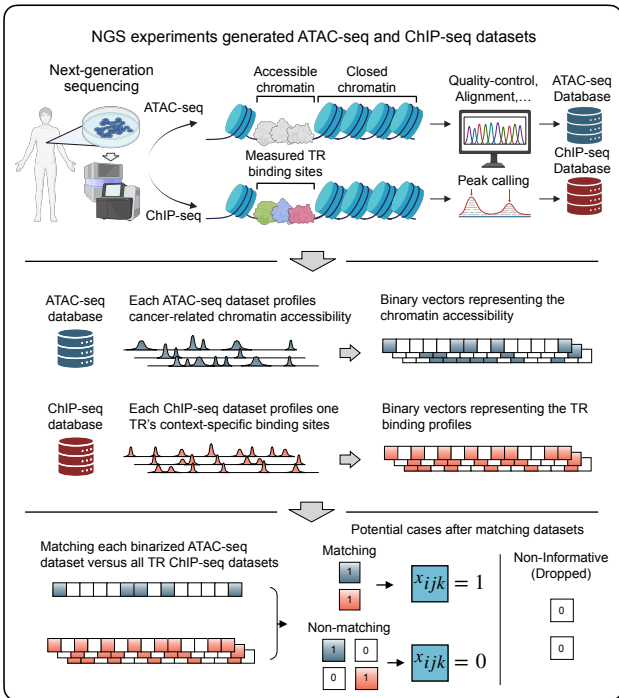 NGS experiments generated ATAC-seq and ChIP-seq datasets
Next-generation
sequencing
ATAC-seq
ChIP-seq
Accessible
chromatin
Closed
chromatin
Measured TR
binding sites
Quality-control,
Alignment,...
Peak calling
ATAC-seq
Database
ChIP-seq
Database
ATAC-seq
database
Each ATAC-seq dataset profiles
cancer-related chromatin accessibility
Binary vectors representing the
chromatin accessibility
ChIP-seq
database
Each ChIP-seq dataset profiles one
TR's context-specific binding sites
Binary vectors representing the TR
binding profiles
Potential cases after matching datasets
Matching each binarized ATAC-seq
dataset versus all TR ChIP-seq datasets
Matching
1
1
xijk = 1
Non-matching
1 0
0 1
xijk = 0
Non-Informative
(Dropped)
0
0